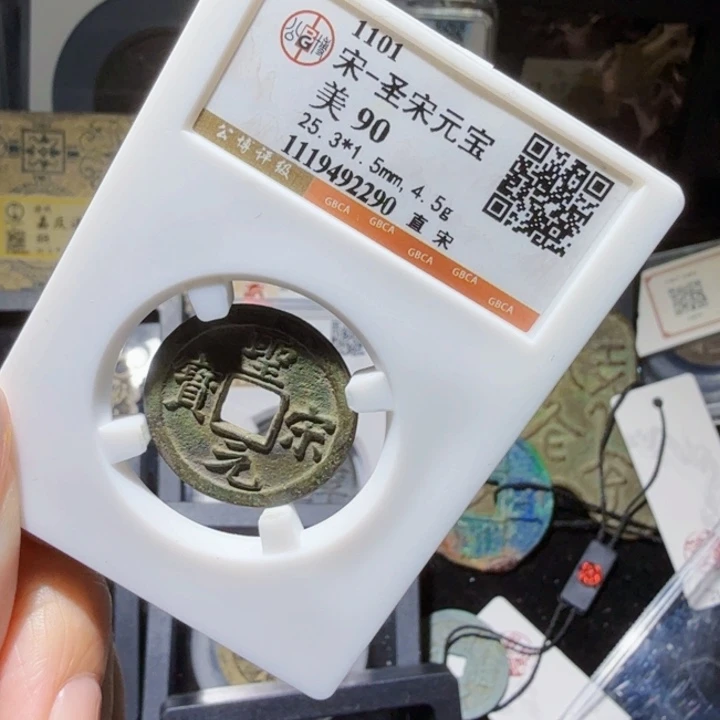 公博
1101
宋-圣宋元宝
美 90
25.3*1.5mm, 4.5g
1119492290 直宋
公博评级
GBCA GBCA GBCA GBCA GBCA
聖
宋
元
寶